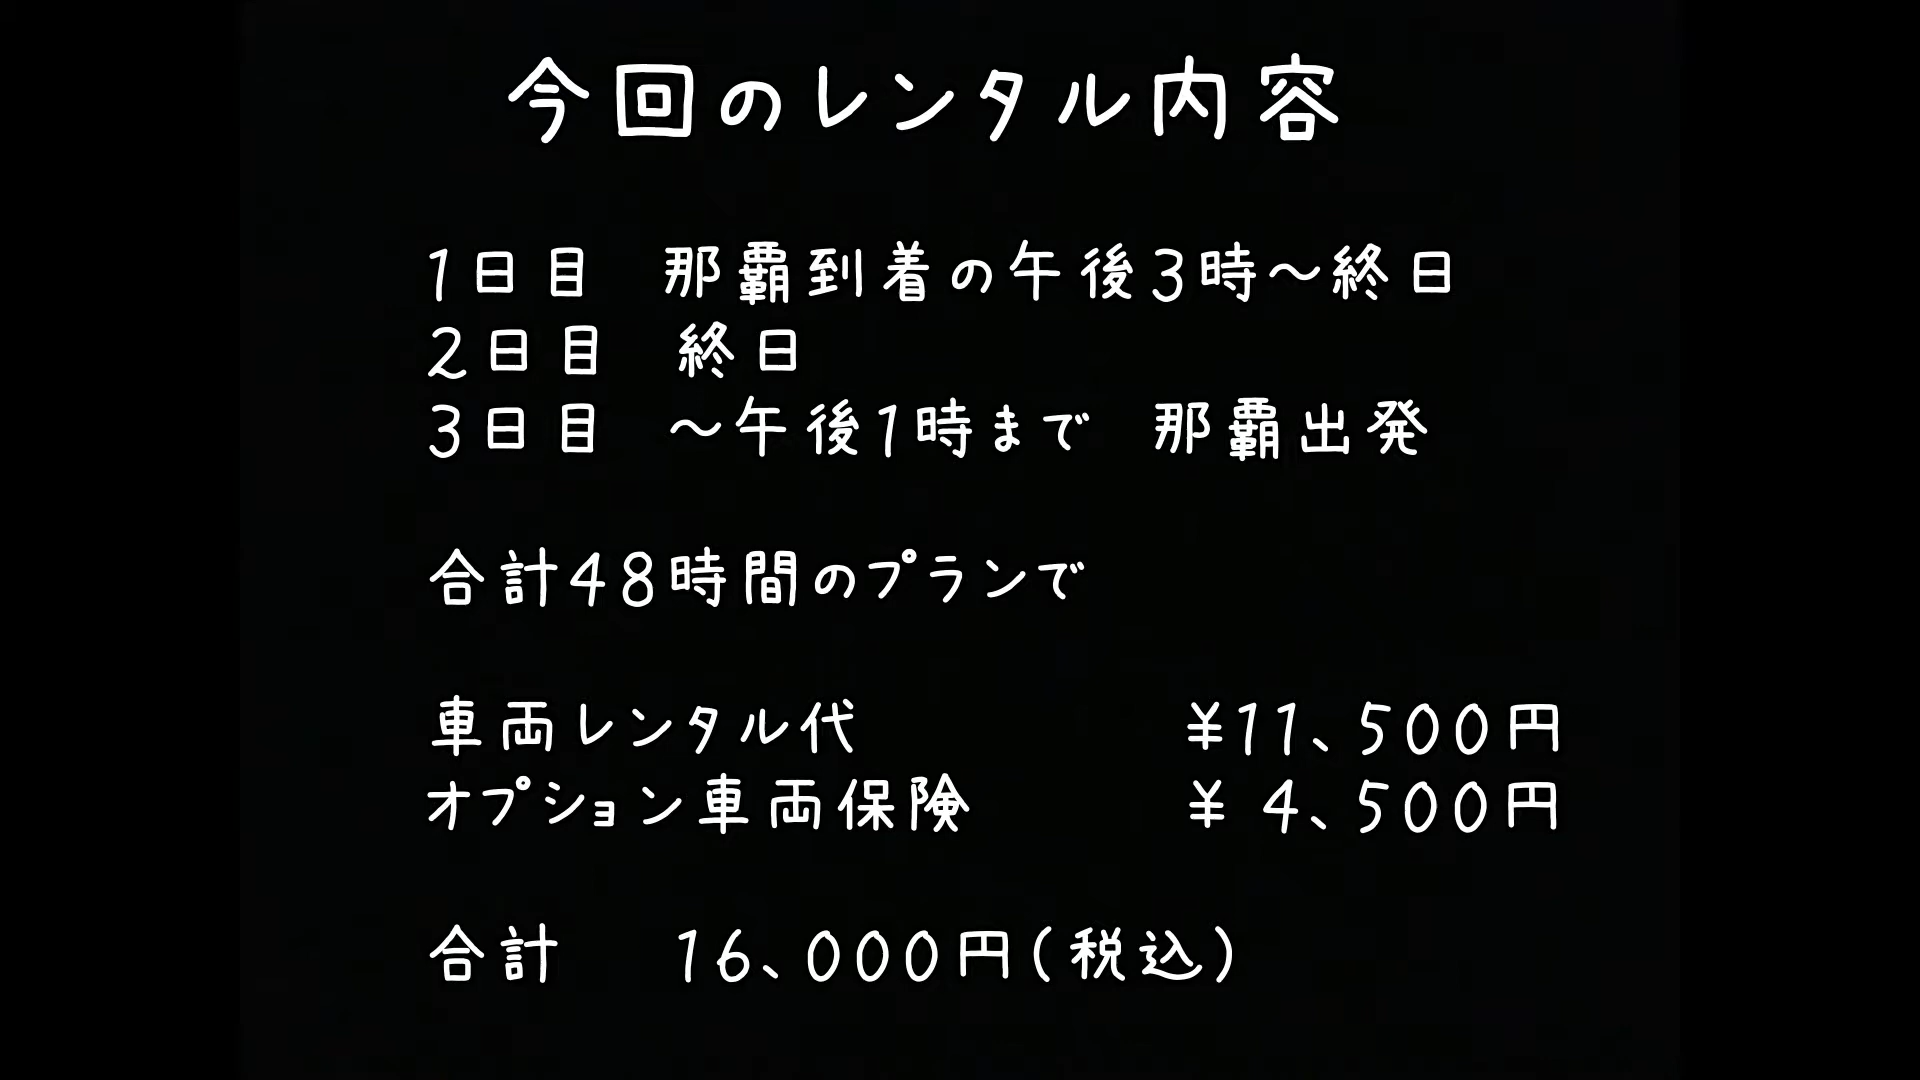 今回のレンタル内容
1日目　那覇到着の午後3時～終日
2日目　終日
3日目　～午後1時まで　那覇出発
合計48時間のプランで
車両レンタル代　¥11、500円
オプション車両保険　¥ 4、500円
合計　16、000円(税込)